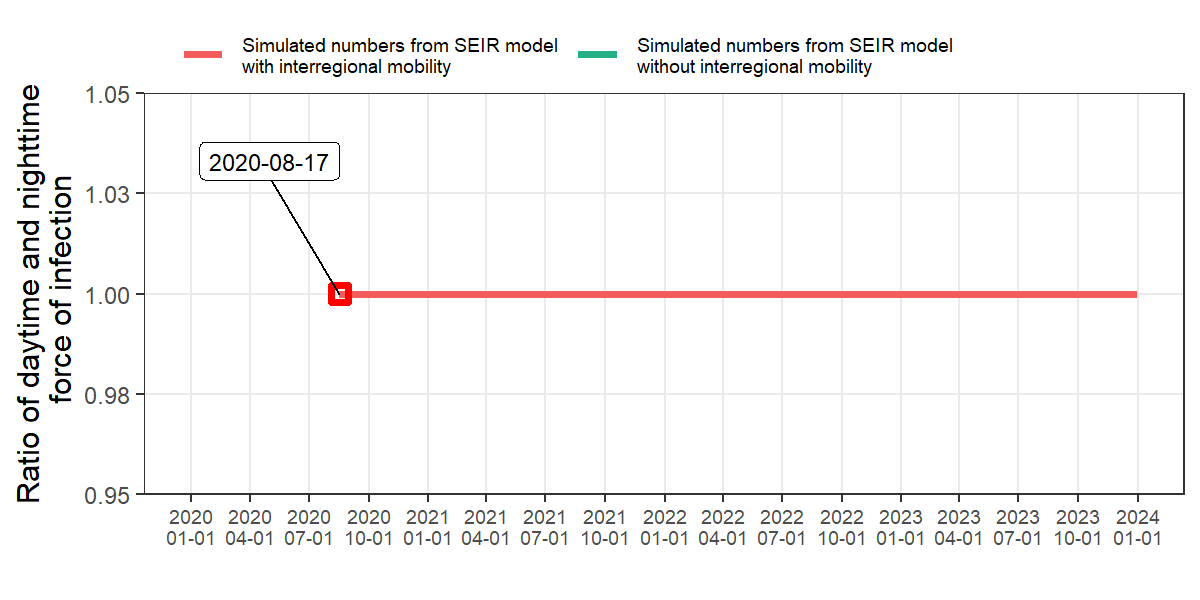 Simulated numbers from SEIR model
with interregional mobility
Simulated numbers from SEIR model
without interregional mobility
Ratio of daytime and nighttime
force of infection
1.05
1.03
1.00
0.98
0.95
2020-08-17
2020 2020 2020 2020 2021 2021 2021 2021 2022 2022 2022 2022 2023 2023 2023 2023 2024
01-01 04-01 07-01 10-01 01-01 04-01 07-01 10-01 01-01 04-01 07-01 10-01 01-01 04-01 07-01 10-01 01-01